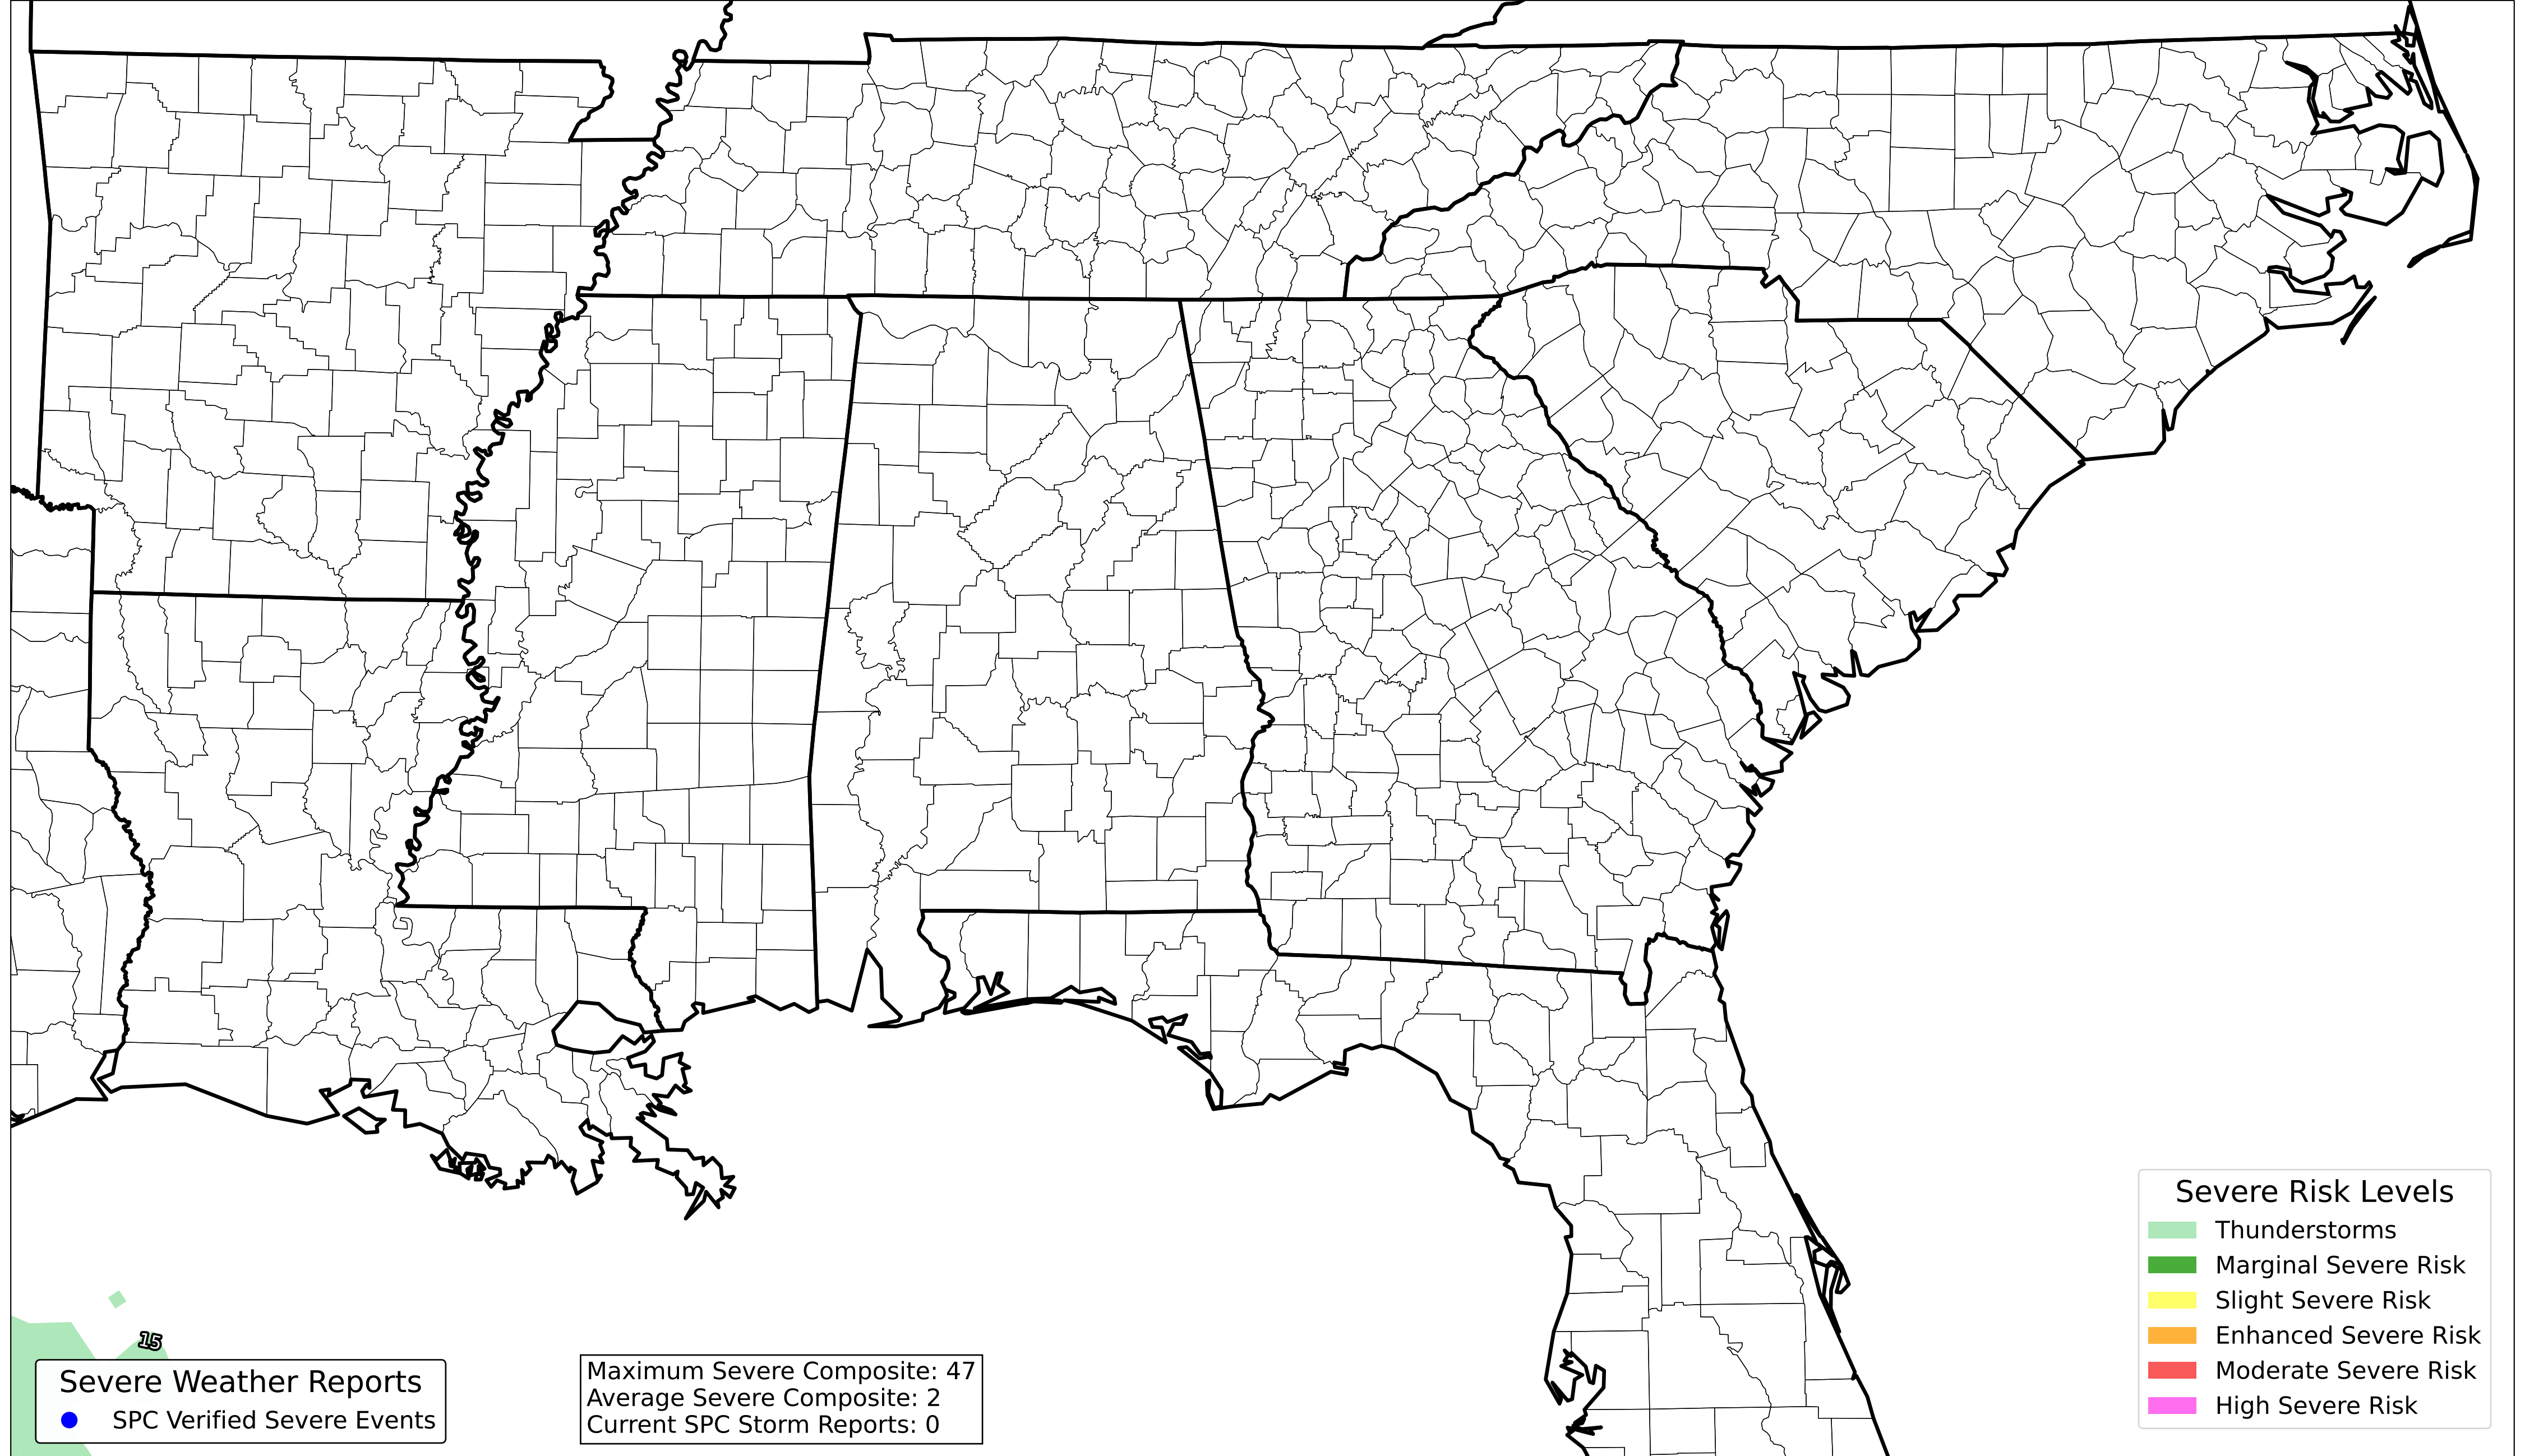 15
Severe Weather Reports
SPC Verified Severe Events
Maximum Severe Composite: 47
Average Severe Composite: 2
Current SPC Storm Reports: 0
Severe Risk Levels
Thunderstorms
Marginal Severe Risk
Slight Severe Risk
Enhanced Severe Risk
Moderate Severe Risk
High Severe Risk